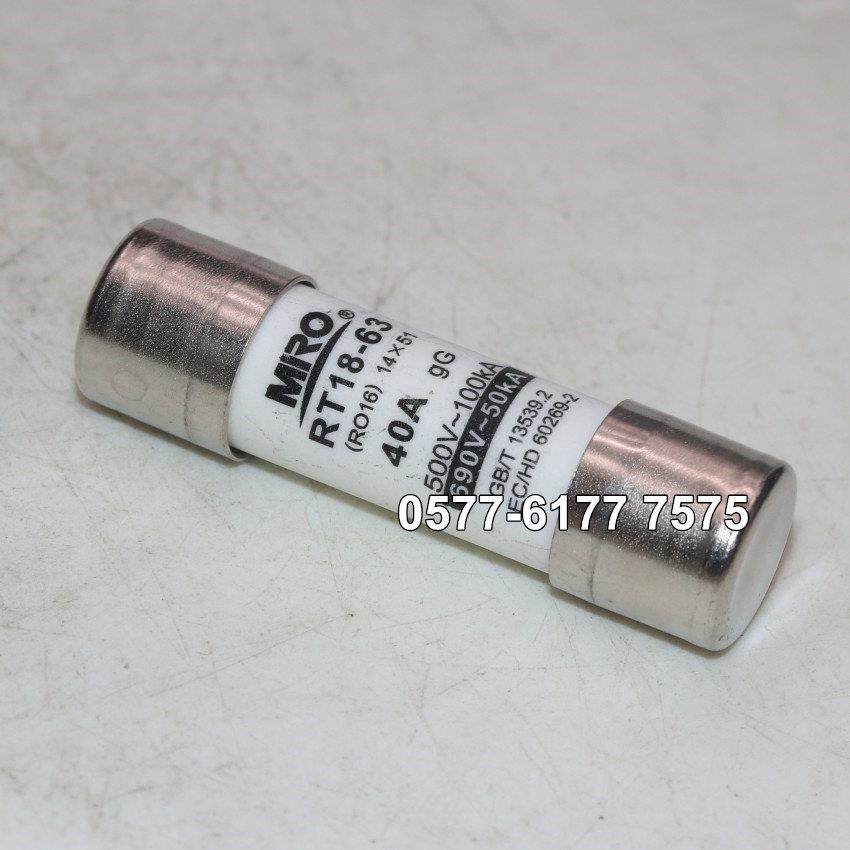 MIRO®
RT18-63
(RO16) 14×51
40A gG
500V~100kA
690V~50kA
GB/T 13539.2
IEC/HD 60269-2
0577-6177 7575